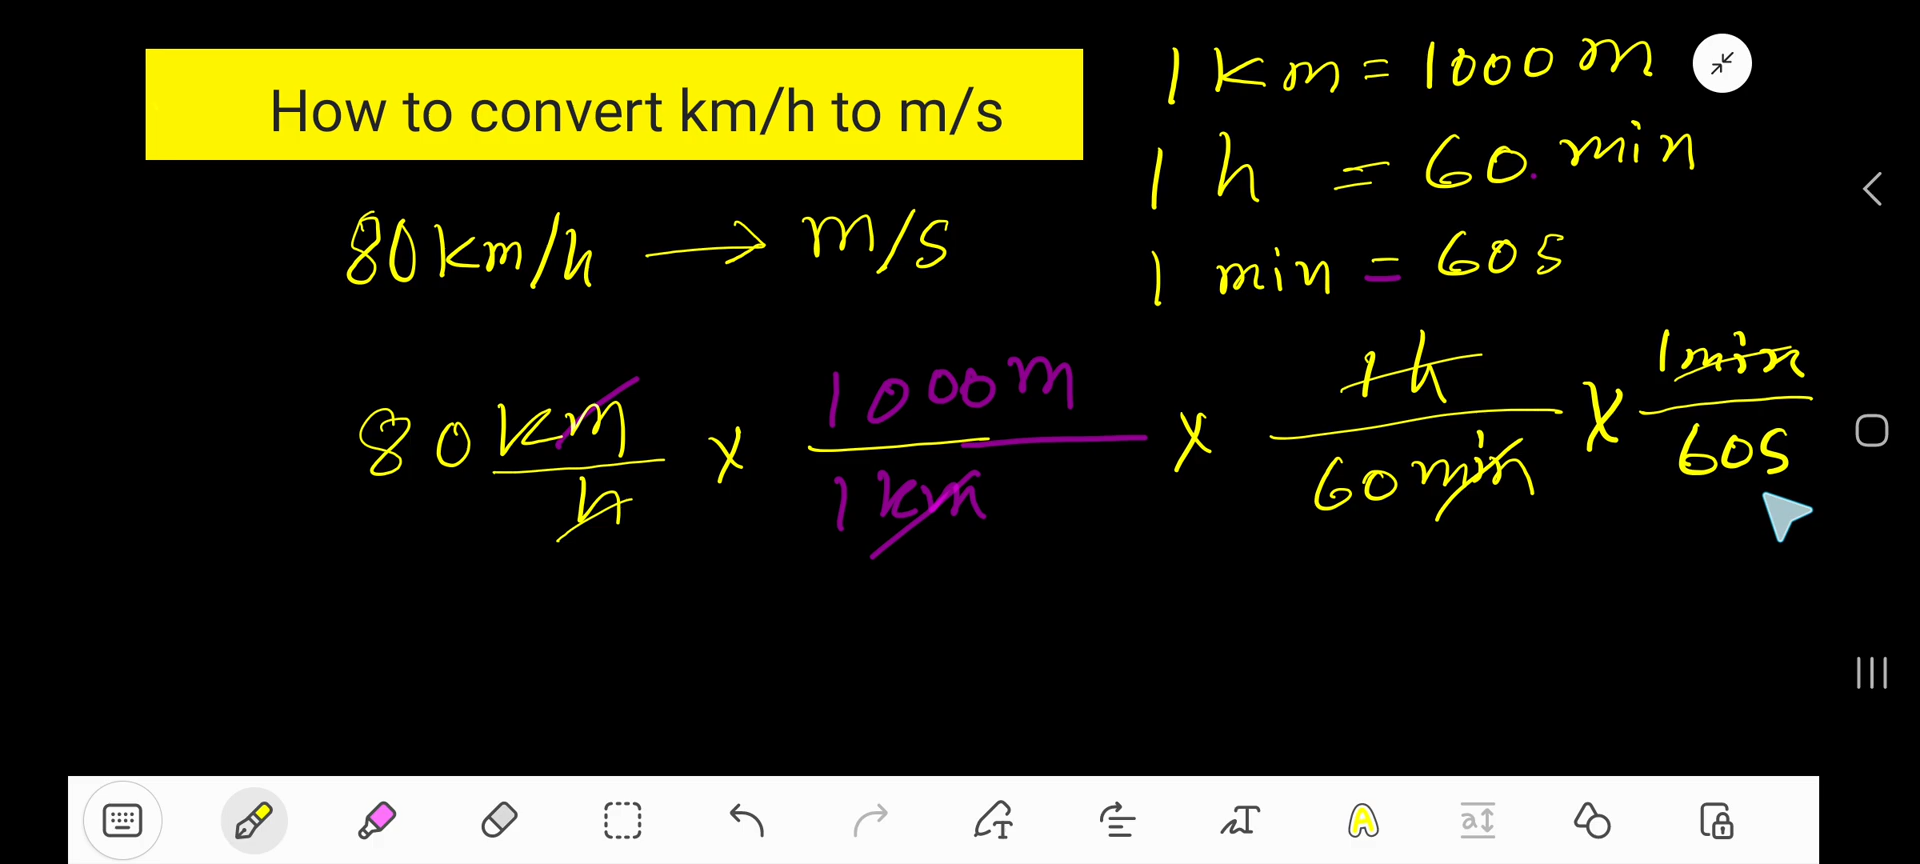 How to convert km/h to m/s
1 km = 1000 m
1 h = 60 min
80 km/h → m/s
1 min = 60 s
80 km/h x 1000 m/1 km x 1 h/60 min x 1 min/60 s